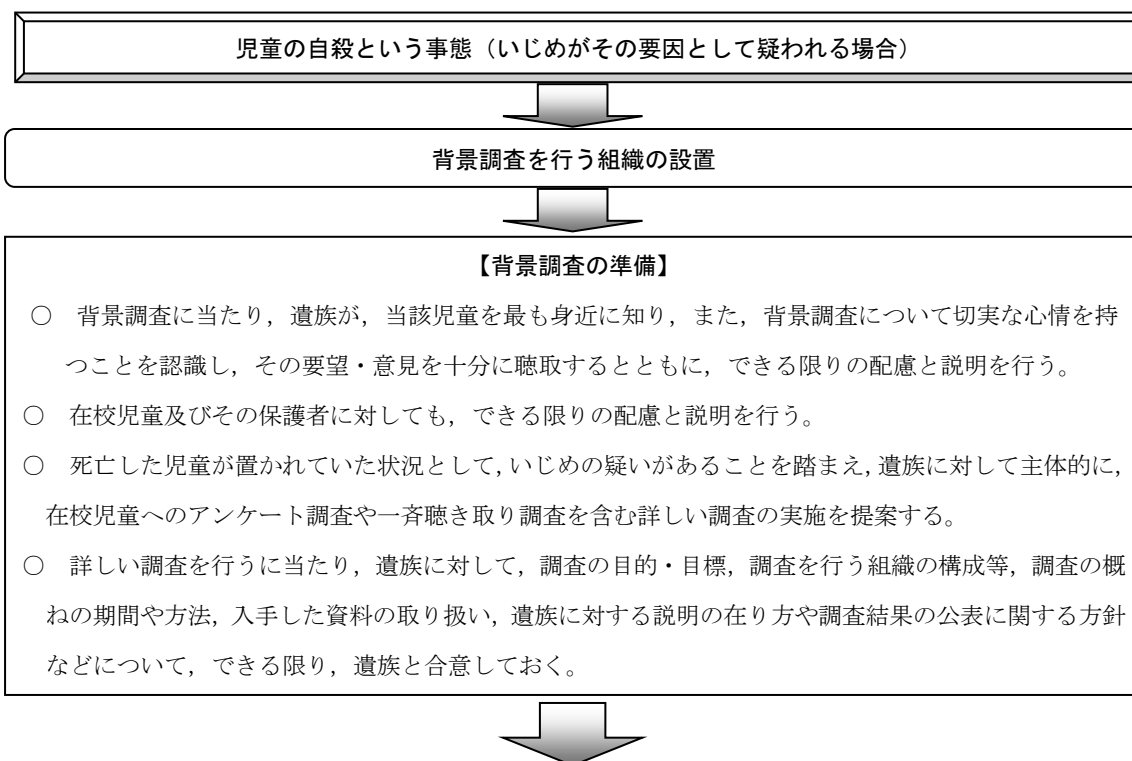 児童の自殺という事態（いじめがその要因として疑われる場合）
背景調査を行う組織の設置
【背景調査の準備】
○　背景調査に当たり，遺族が，当該児童を最も身近に知り，また，背景調査について切実な心情を持
つことを認識し，その要望・意見を十分に聴取するとともに，できる限りの配慮と説明を行う。
○　在校児童及びその保護者に対しても，できる限りの配慮と説明を行う。
○　死亡した児童が置かれていた状況として，いじめの疑いがあることを踏まえ，遺族に対して主体的に，
在校児童へのアンケート調査や一斉聴き取り調査を含む詳しい調査の実施を提案する。
○　詳しい調査を行うに当たり，遺族に対して，調査の目的・目標，調査を行う組織の構成等，調査の概
ねの期間や方法，入手した資料の取り扱い，遺族に対する説明の在り方や調査結果の公表に関する方針
などについて，できる限り，遺族と合意しておく。